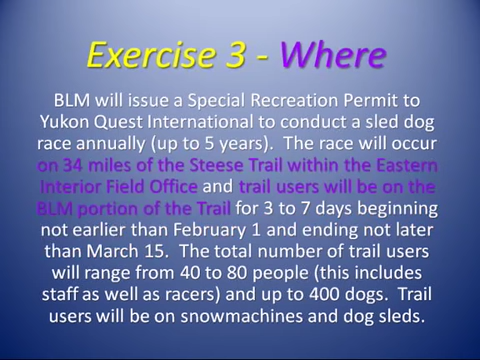 Exercise 3 - Where
BLM will issue a Special Recreation Permit to
Yukon Quest International to conduct a sled dog
race annually (up to 5 years).  The race will occur
on 34 miles of the Steese Trail within the Eastern
Interior Field Office and trail users will be on the
BLM portion of the Trail for 3 to 7 days beginning
not earlier than February 1 and ending not later
than March 15.  The total number of trail users
will range from 40 to 80 people (this includes
staff as well as racers) and up to 400 dogs.  Trail
users will be on snowmachines and dog sleds.